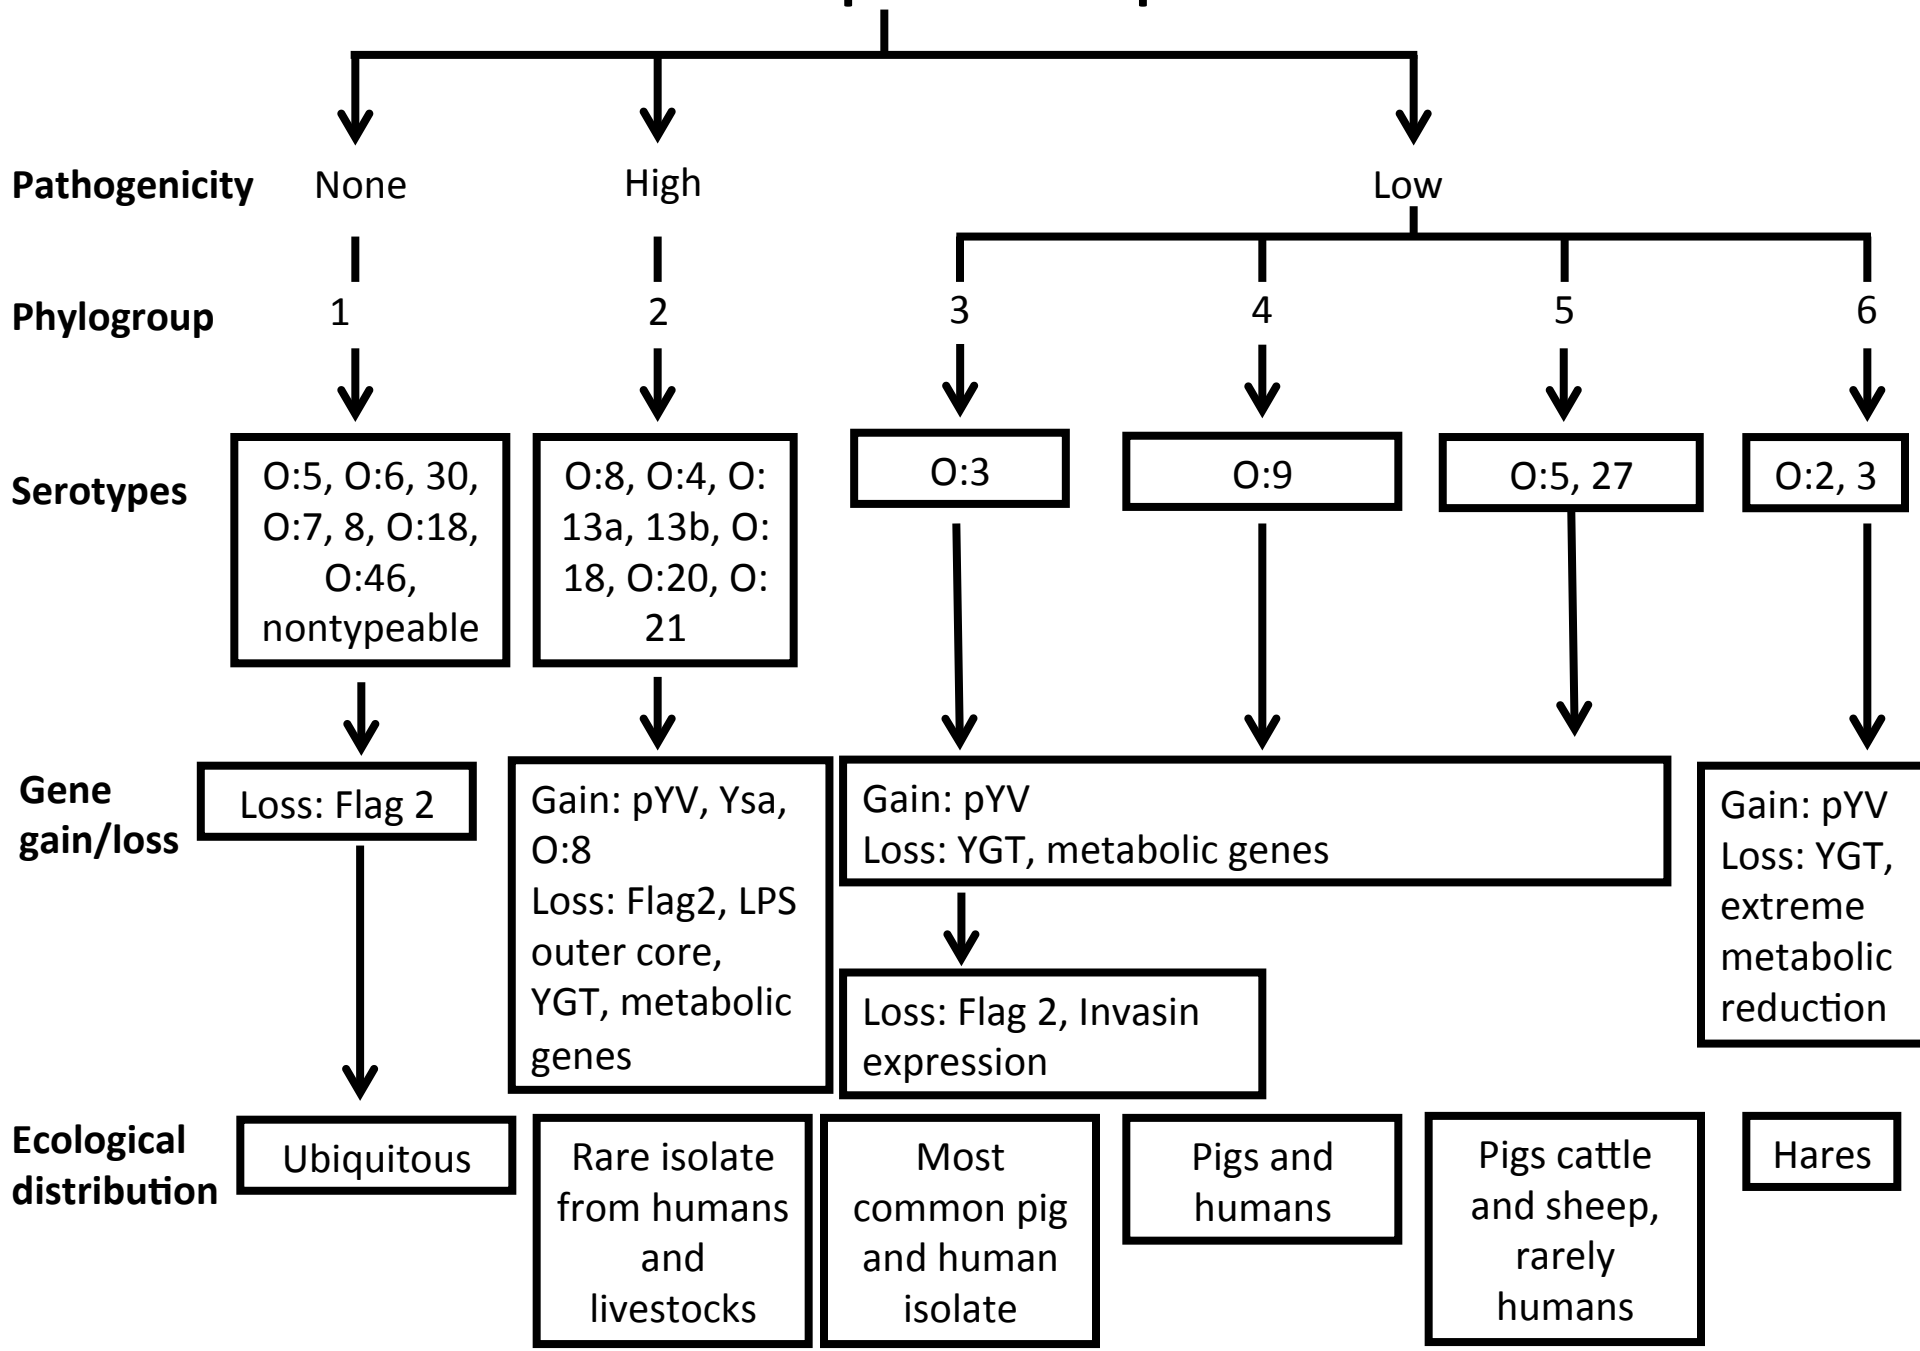 Pathogenicity
None
High
Low
Phylogroup
1
2
3
4
5
6
Serotypes
O:5, O:6, 30,
O:7, 8, O:18,
O:46,
nontypeable
O:8, O:4, O:
13a, 13b, O:
18, O:20, O:
21
O:3
O:9
O:5, 27
O:2, 3
Gene
gain/loss
Loss: Flag 2
Gain: pYV, Ysa,
O:8
Loss: Flag2, LPS
outer core,
YGT, metabolic
genes
Gain: pYV
Loss: YGT, metabolic genes
Loss: Flag 2, Invasin
expression
Gain: pYV
Loss: YGT,
extreme
metabolic
reduction
Ecological
distribution
Ubiquitous
Rare isolate
from humans
and
livestocks
Most
common pig
and human
isolate
Pigs and
humans
Pigs cattle
and sheep,
rarely
humans
Hares